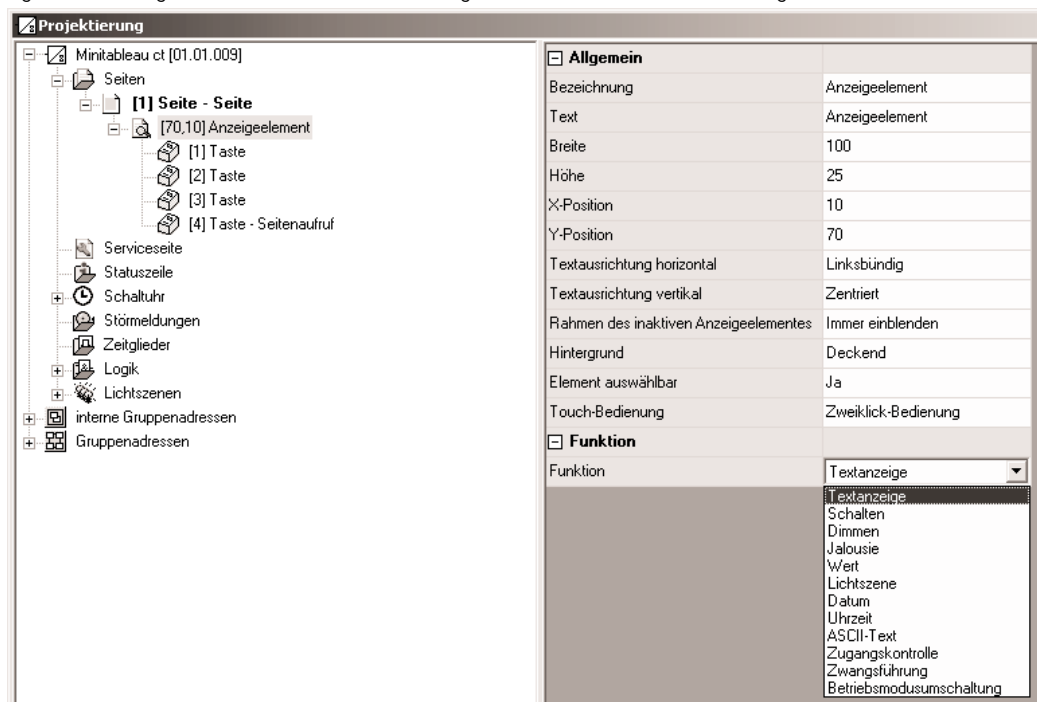 Projektierung
Minitableau ct [01.01.009]
Seiten
[1] Seite - Seite
[70,10] Anzeigeelement
[1] Taste
[2] Taste
[3] Taste
[4] Taste - Seitenaufruf
Serviceseite
Statuszeile
Schaltuhr
Störmeldungen
Zeitglieder
Logik
Lichtszenen
interne Gruppenadressen
Gruppenadressen
Allgemein
Bezeichnung Anzeigeelement
Text Anzeigeelement
Breite 100
Höhe 25
X-Position 10
Y-Position 70
Textausrichtung horizontal Linksbündig
Textausrichtung vertikal Zentriert
Rahmen des inaktiven Anzeigeelementes Immer einblenden
Hintergrund Deckend
Element auswählbar Ja
Touch-Bedienung Zweiklick-Bedienung
Funktion
Funktion Textanzeige
Textanzeige
Schalten
Dimmen
Jalousie
Wert
Lichtszene
Datum
Uhrzeit
ASCII-Text
Zugangskontrolle
Zwangsführung
Betriebsmodusumschaltung